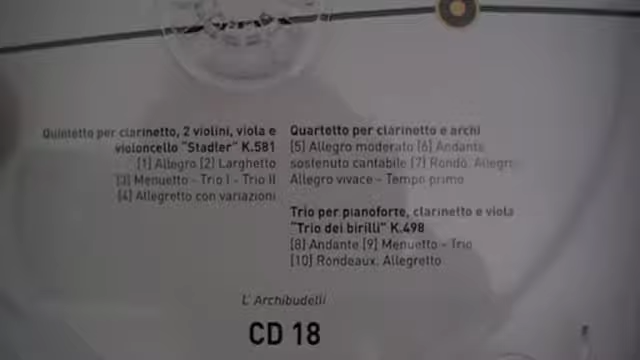 Quintetto per clarinetto, 2 violini, viola e
violoncello "Stadler" K.581
[1] Allegro [2] Larghetto
[3] Menuetto - Trio I - Trio II
[4] Allegretto con variazioni
Quartetto per clarinetto e archi
[5] Allegro moderato [6] Andante
sostenuto cantabile [7] Rondò. Allegro
Allegro vivace - Tempo primo
Trio per pianoforte, clarinetto e viola
"Trio dei birilli" K.498
[8] Andante [9] Menuetto - Trio
[10] Rondeaux. Allegretto
L' Archibudelli
CD 18